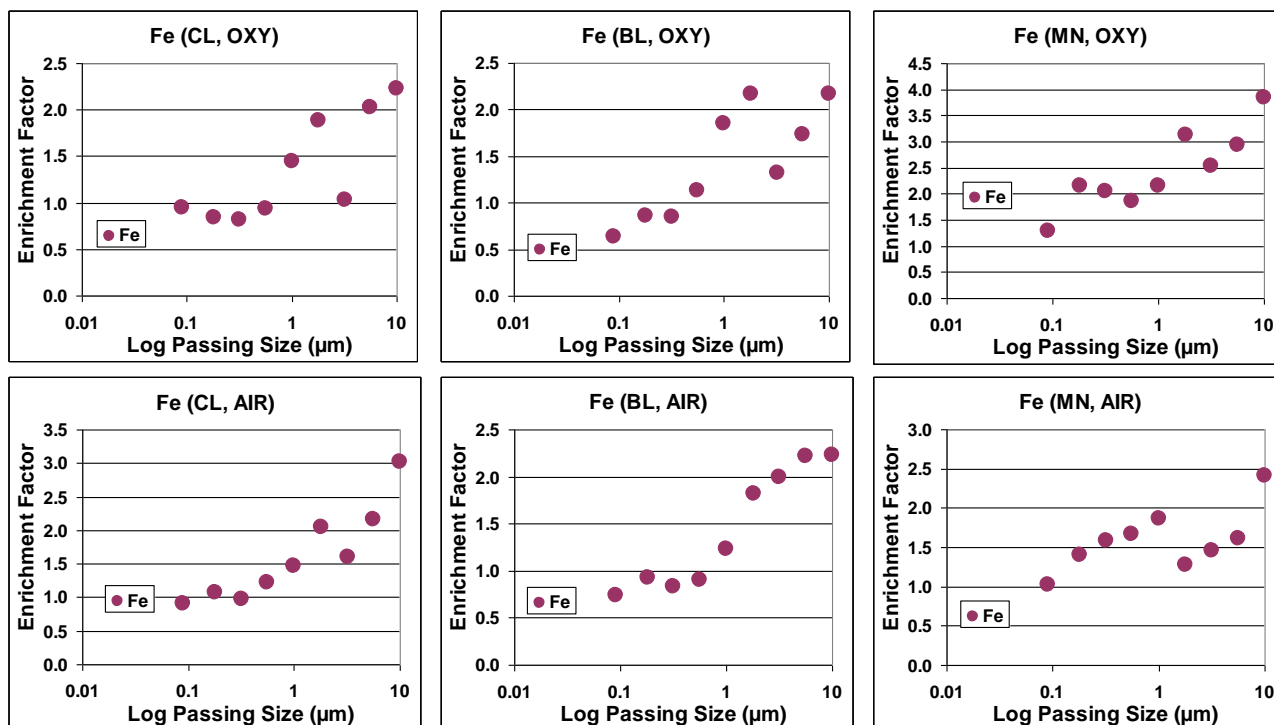 Fe (CL, OXY)
Enrichment Factor
2.5
2.0
1.5
1.0
0.5
0.0
Fe
0.01 0.1 1 10
Log Passing Size (µm)
Fe (BL, OXY)
Enrichment Factor
2.5
2.0
1.5
1.0
0.5
0.0
Fe
0.01 0.1 1 10
Log Passing Size (µm)
Fe (MN, OXY)
Enrichment Factor
4.5
4.0
3.5
3.0
2.5
2.0
1.5
1.0
0.5
0.0
Fe
0.01 0.1 1 10
Log Passing Size (µm)
Fe (CL, AIR)
Enrichment Factor
3.5
3.0
2.5
2.0
1.5
1.0
0.5
0.0
Fe
0.01 0.1 1 10
Log Passing Size (µm)
Fe (BL, AIR)
Enrichment Factor
2.5
2.0
1.5
1.0
0.5
0.0
Fe
0.01 0.1 1 10
Log Passing Size (µm)
Fe (MN, AIR)
Enrichment Factor
3.0
2.5
2.0
1.5
1.0
0.5
0.0
Fe
0.01 0.1 1 10
Log Passing Size (µm)